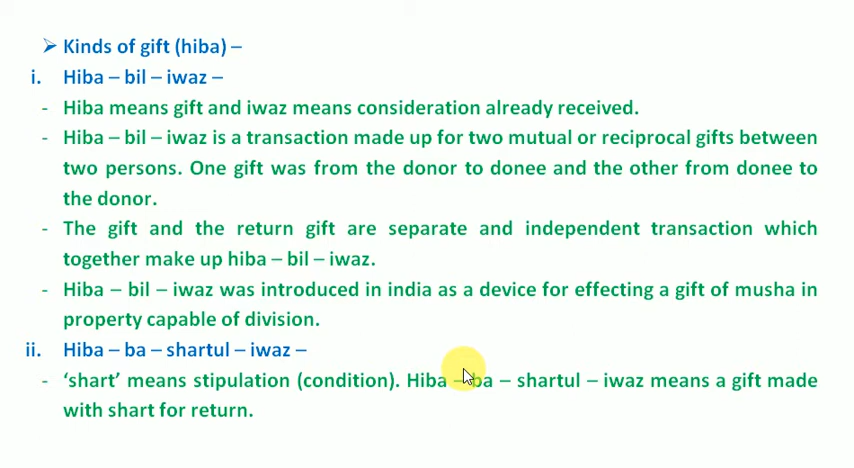 ➢ Kinds of gift (hiba) –
i. Hiba – bil – iwaz –
- Hiba means gift and iwaz means consideration already received.
- Hiba – bil – iwaz is a transaction made up for two mutual or reciprocal gifts between
two persons. One gift was from the donor to donee and the other from donee to
the donor.
- The gift and the return gift are separate and independent transaction which
together make up hiba – bil – iwaz.
- Hiba – bil – iwaz was introduced in india as a device for effecting a gift of musha in
property capable of division.
ii. Hiba – ba – shartul – iwaz –
- ‘shart’ means stipulation (condition). Hiba – ba – shartul – iwaz means a gift made
with shart for return.